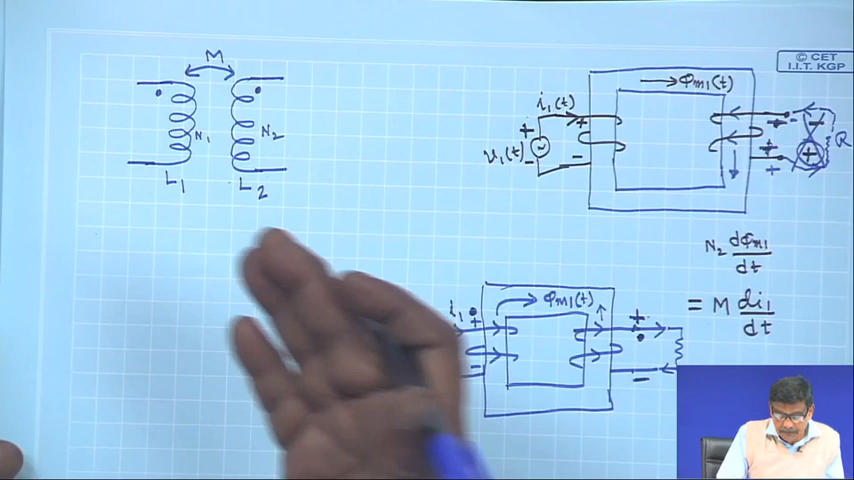 M
N₁
N₂
L₁
L₂
© CET
I.I.T. KGP
Φm₁(t)
i₁(t)
+
+
v₁(t)
-
-
R
N₂ dΦm₁/dt
= M di₁/dt
Φm₁(t)
i₁
+
-
+
-